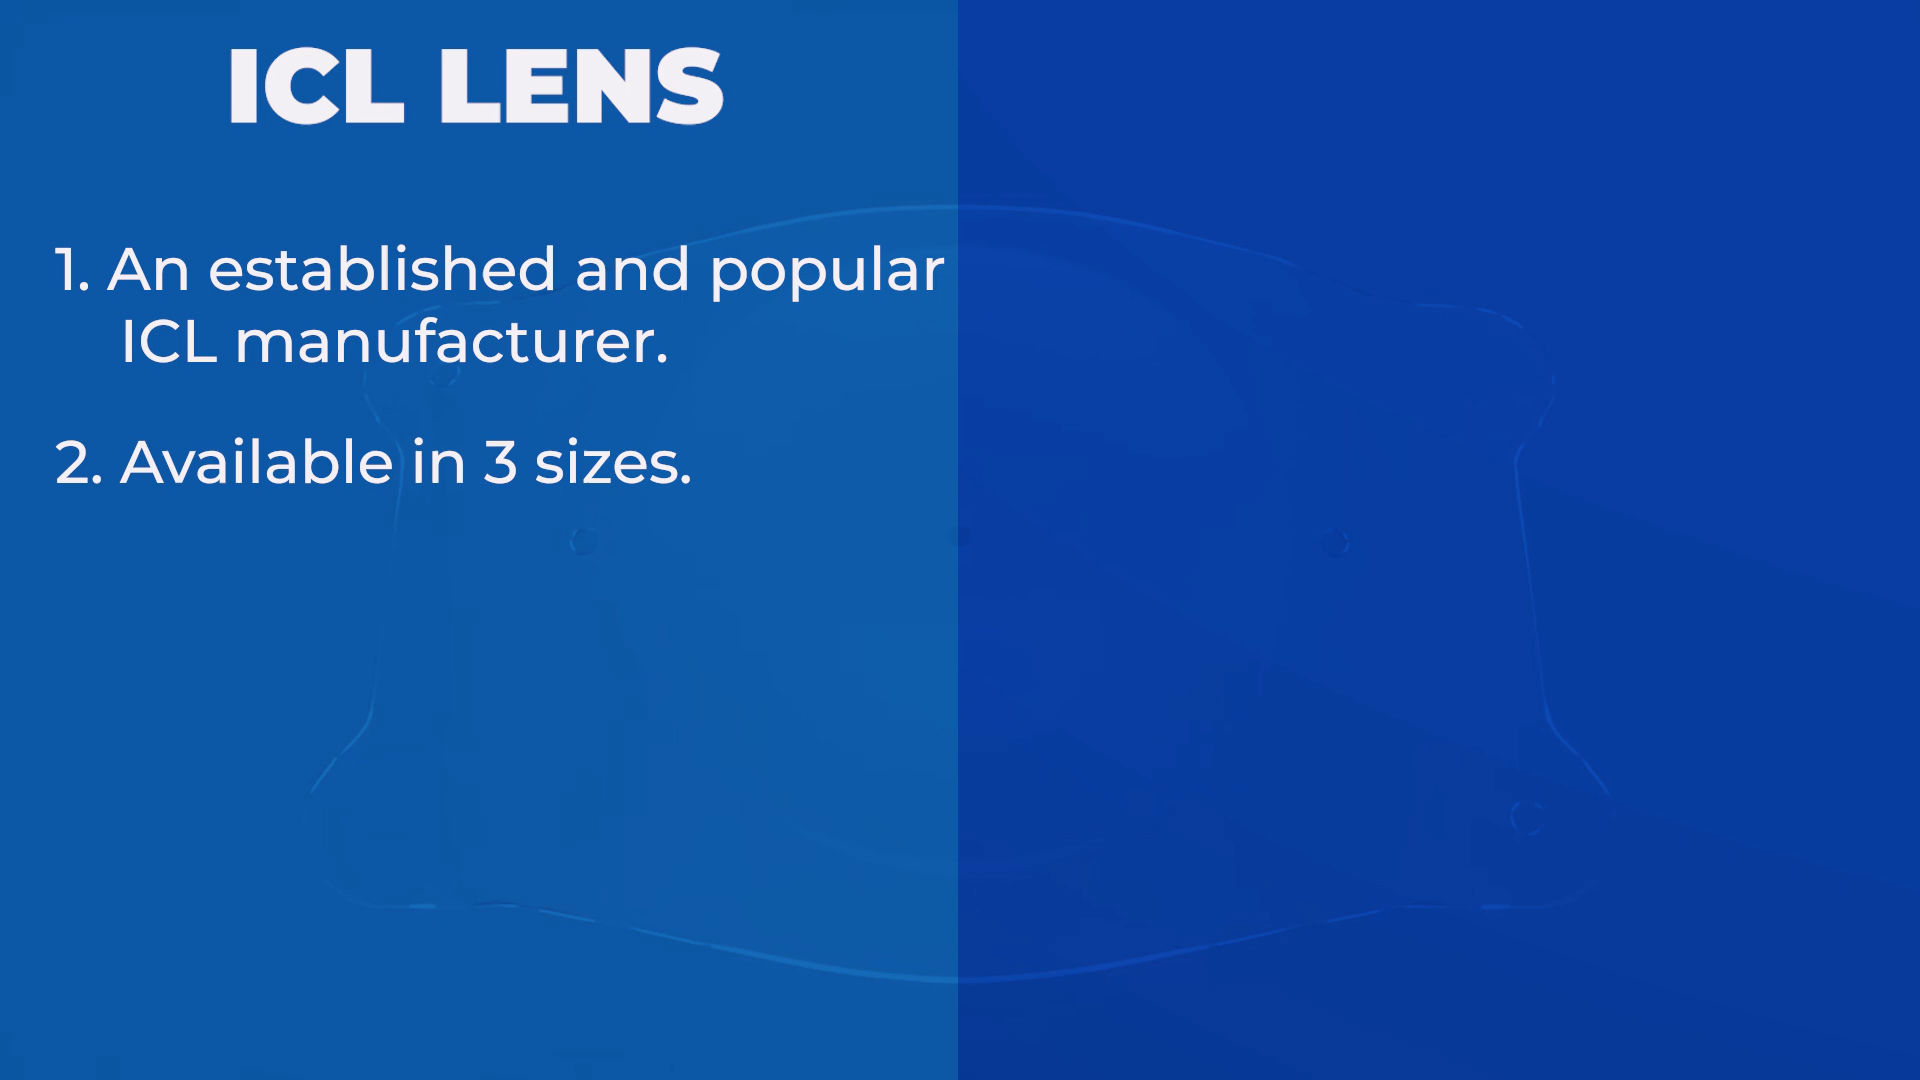 ICL LENS
1. An established and popular
ICL manufacturer.
2. Available in 3 sizes.